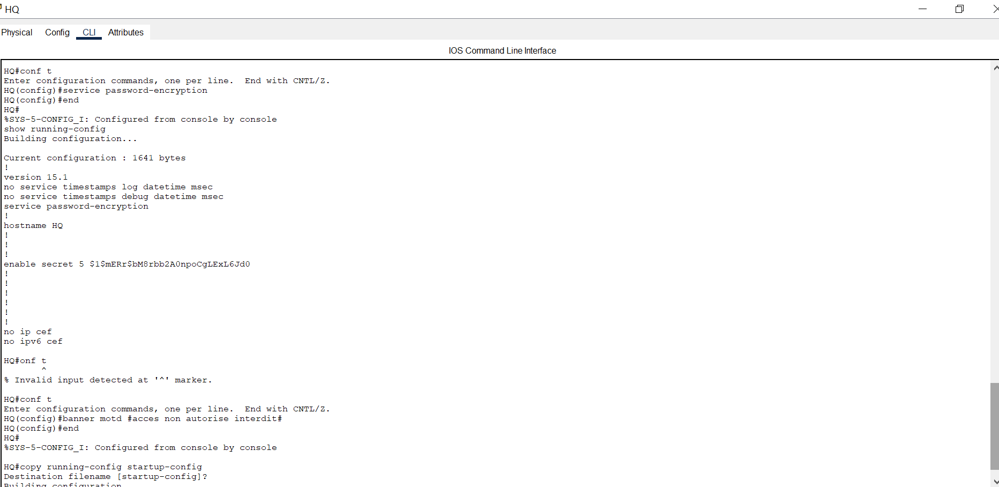 HQ
Physical Config CLI Attributes
IOS Command Line Interface
HQ#conf t
Enter configuration commands, one per line.  End with CNTL/Z.
HQ(config)#service password-encryption
HQ(config)#end
HQ#
%SYS-5-CONFIG_I: Configured from console by console
show running-config
Building configuration...
Current configuration : 1641 bytes
!
version 15.1
no service timestamps log datetime msec
no service timestamps debug datetime msec
service password-encryption
!
hostname HQ
!
!
!
enable secret 5 $1$mERr$bM8rbb2A0npoCgLExL6Jd0
!
!
!
!
!
!
no ip cef
no ipv6 cef
HQ#onf t
^
% Invalid input detected at '^' marker.
HQ#conf t
Enter configuration commands, one per line.  End with CNTL/Z.
HQ(config)#banner motd #acces non autorise interdit#
HQ(config)#end
HQ#
%SYS-5-CONFIG_I: Configured from console by console
HQ#copy running-config startup-config
Destination filename [startup-config]?
Building configuration